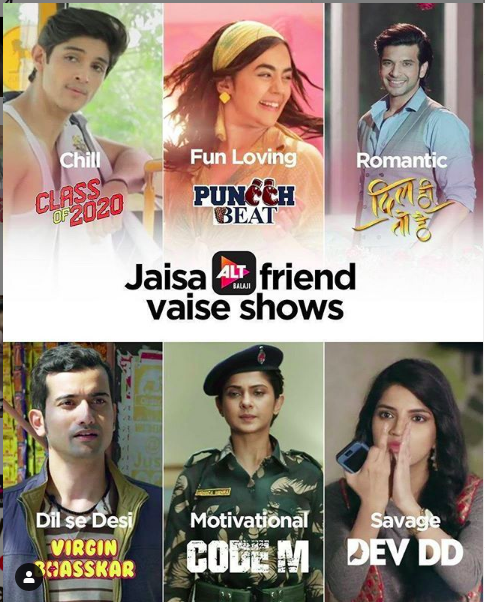 Chill
CLASS
OF 2020
Fun Loving
PUNCCH
BEAT
Romantic
दिल ही
तो है
Jaisa ALT BALAJI friend
vaise shows
Dil se Desi
VIRGIN
BHASSKAR
Motivational
CODE M
Savage
DEV DD